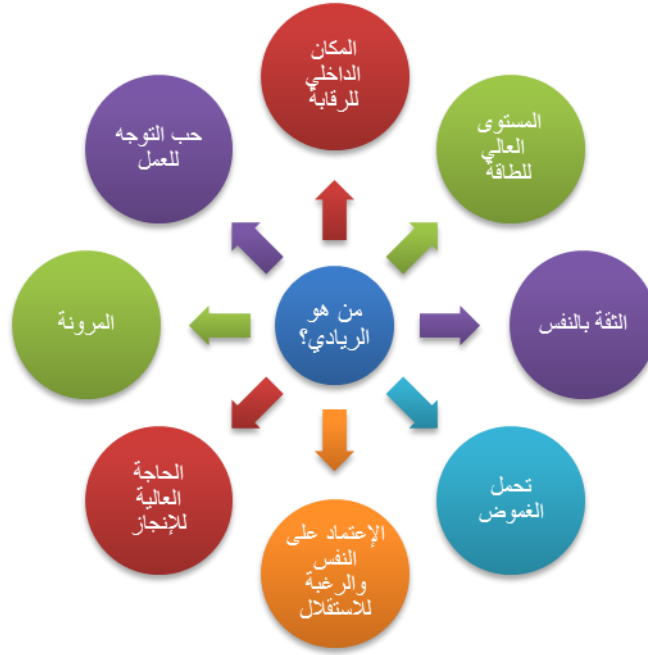 من هو
الريادي؟
المكان
الداخلي
للرقابة
المستوى
العالي
للطاقة
الثقة بالنفس
تحمل
الغموض
الإعتماد على
النفس
والرغبة
للاستقلال
الحاجة
العالية
للإنجاز
المرونة
حب التوجه
للعمل